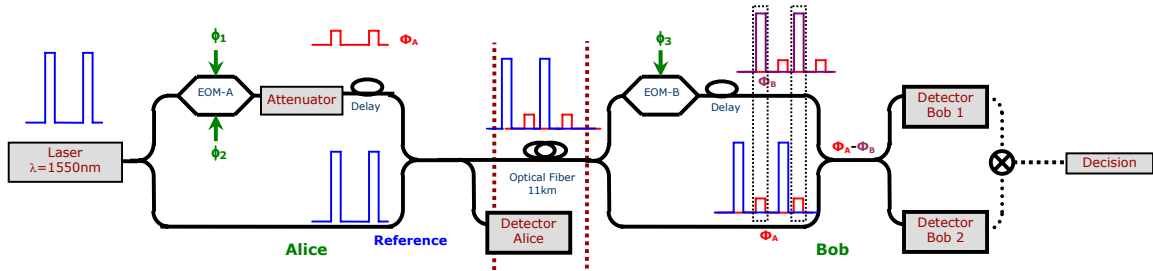 ϕ1
EOM-A
ϕ2
Laser
λ=1550nm
Attenuator
ΦA
Delay
Alice
Reference
Optical Fiber
11km
Detector
Alice
ϕ3
EOM-B
Delay
ΦB
ΦA
Bob
ΦA-ΦB
Detector
Bob 1
Detector
Bob 2
Decision